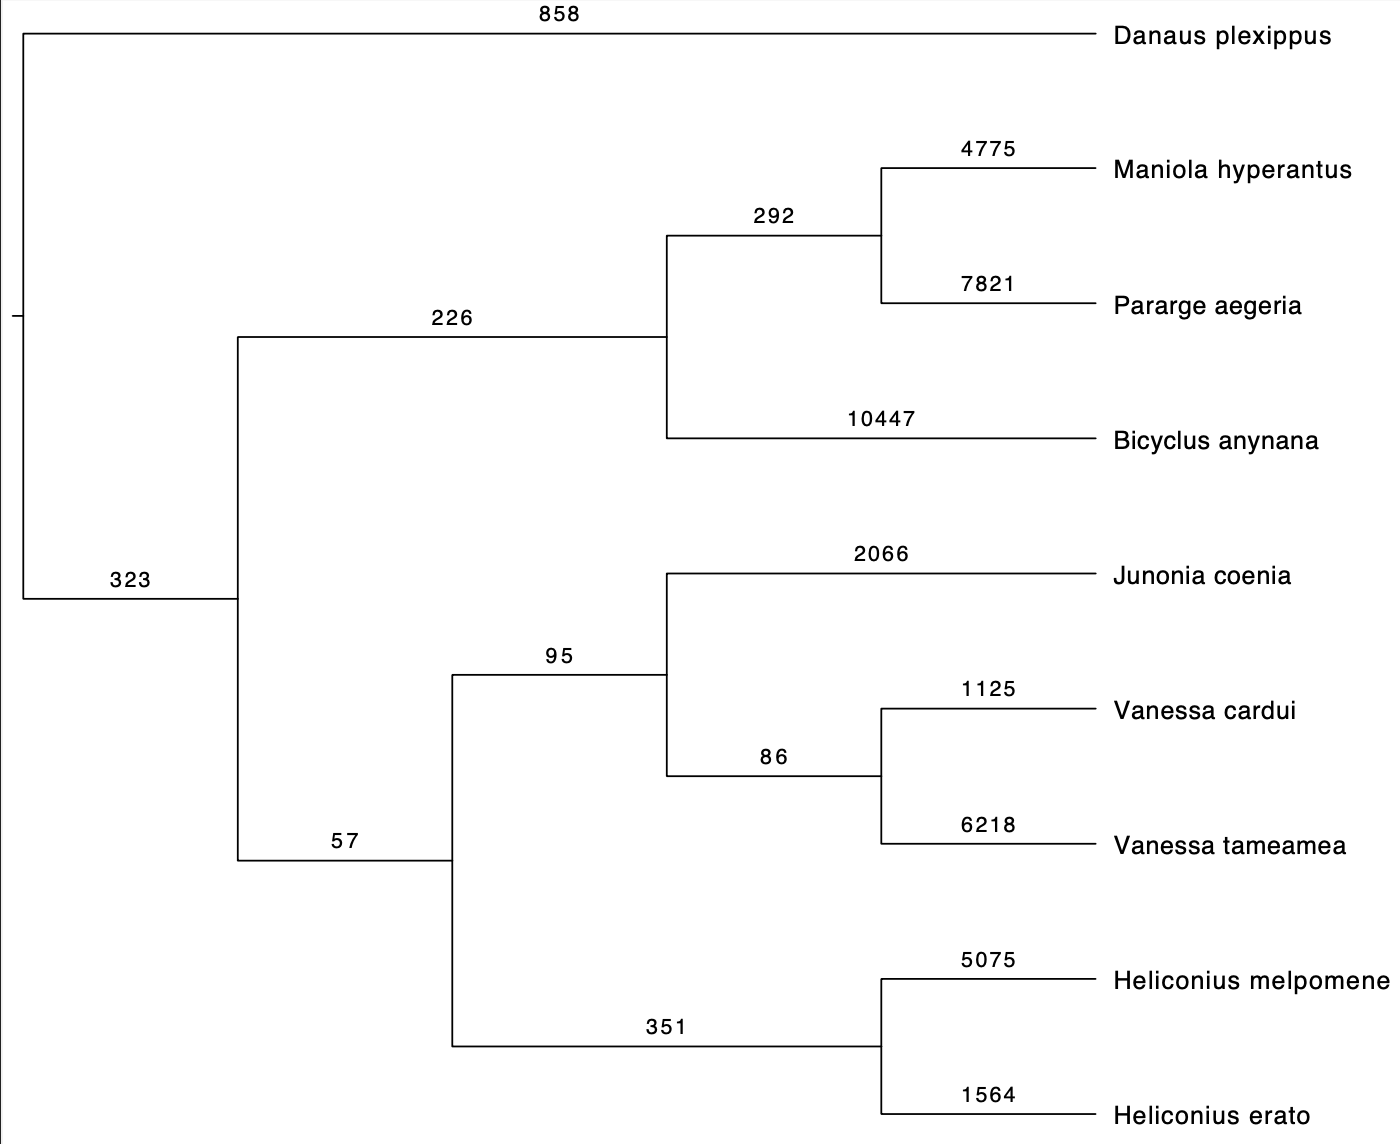 858
Danaus plexippus
4775
Maniola hyperantus
292
7821
Pararge aegeria
226
10447
Bicyclus anynana
2066
Junonia coenia
323
95
1125
Vanessa cardui
86
6218
Vanessa tameamea
57
5075
Heliconius melpomene
351
1564
Heliconius erato